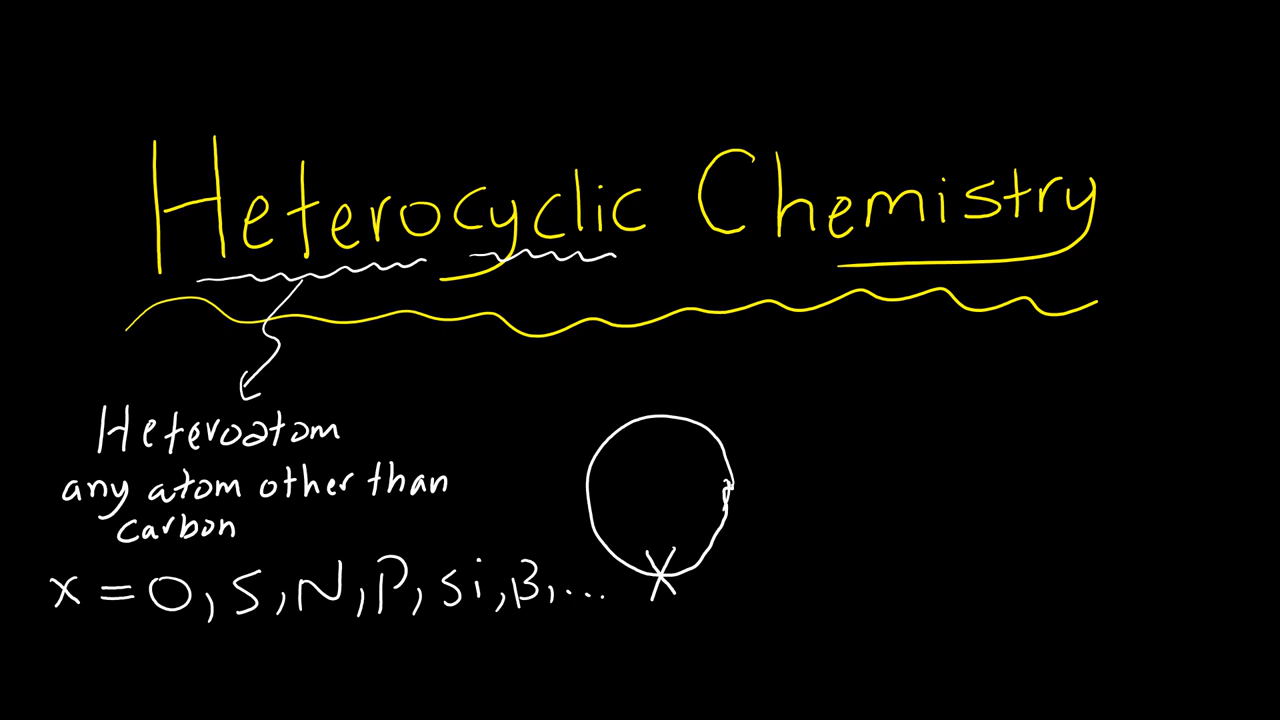 Heterocyclic Chemistry
Heteroatom
any atom other than
carbon
x = O, S, N, P, Si, B, ...
X